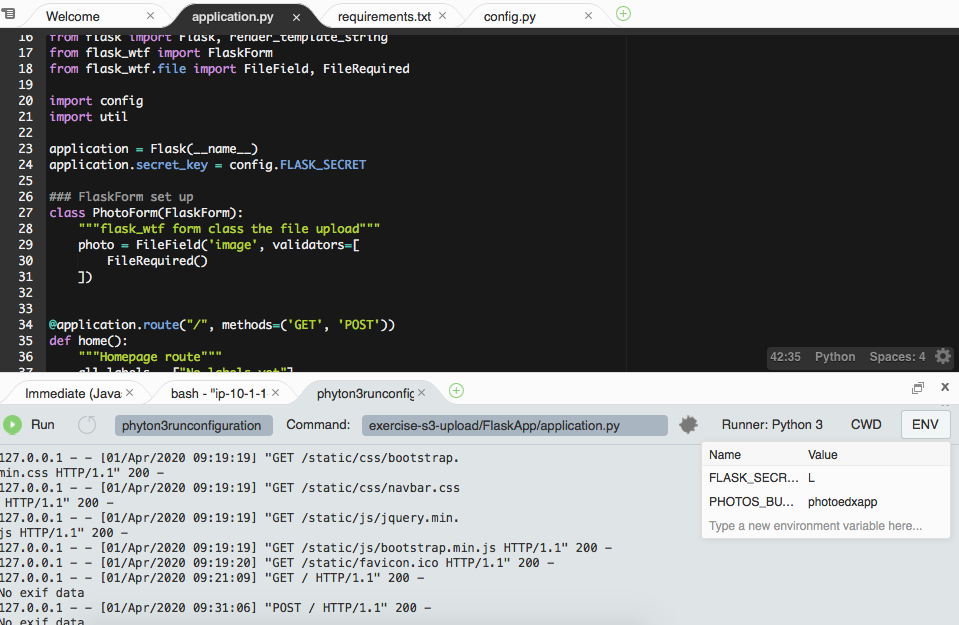 Welcome × application.py × requirements.txt × config.py ×
16 from flask import Flask, render_template_string
17 from flask_wtf import FlaskForm
18 from flask_wtf.file import FileField, FileRequired
19
20 import config
21 import util
22
23 application = Flask(__name__)
24 application.secret_key = config.FLASK_SECRET
25
26 ### FlaskForm set up
27 class PhotoForm(FlaskForm):
28 """flask_wtf form class the file upload"""
29 photo = FileField('image', validators=[
30 FileRequired()
31 ])
32
33
34 @application.route("/", methods=('GET', 'POST'))
35 def home():
36 """Homepage route"""
37 all_labels = ["No labels yet"]
42:35 Python Spaces: 4
Immediate (Javas × bash - "ip-10-1-1 × phyton3runconfig ×
Run phyton3runconfiguration Command: exercise-s3-upload/FlaskApp/application.py Runner: Python 3 CWD ENV
Name Value
FLASK_SECR... L
PHOTOS_BU... photoedxapp
Type a new environment variable here...
127.0.0.1 - - [01/Apr/2020 09:19:19] "GET /static/css/bootstrap.
min.css HTTP/1.1" 200 -
127.0.0.1 - - [01/Apr/2020 09:19:19] "GET /static/css/navbar.css
HTTP/1.1" 200 -
127.0.0.1 - - [01/Apr/2020 09:19:19] "GET /static/js/jquery.min.
js HTTP/1.1" 200 -
127.0.0.1 - - [01/Apr/2020 09:19:19] "GET /static/js/bootstrap.min.js HTTP/1.1" 200 -
127.0.0.1 - - [01/Apr/2020 09:19:20] "GET /static/favicon.ico HTTP/1.1" 200 -
127.0.0.1 - - [01/Apr/2020 09:21:09] "GET / HTTP/1.1" 200 -
No exif data
127.0.0.1 - - [01/Apr/2020 09:31:06] "POST / HTTP/1.1" 200 -
No exif data